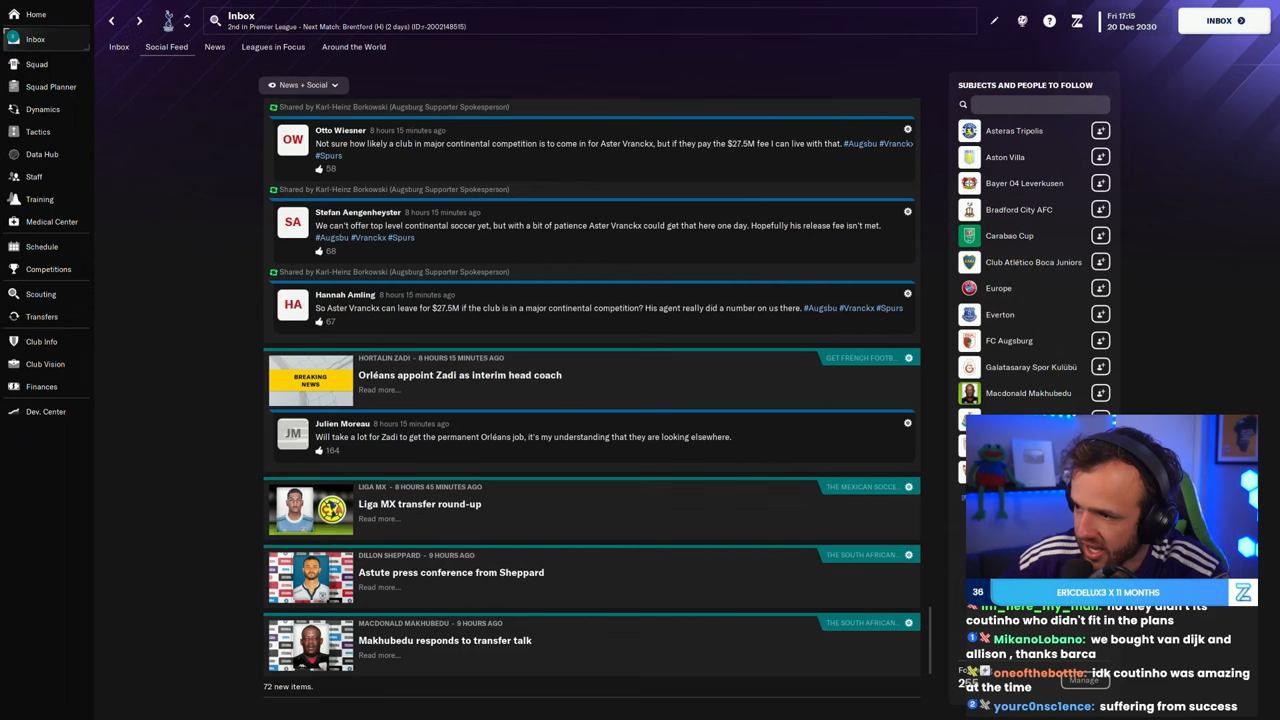 Home
Inbox
Squad
Squad Planner
Dynamics
Tactics
Data Hub
Staff
Training
Medical Center
Schedule
Competitions
Scouting
Transfers
Club Info
Club Vision
Finances
Dev. Center
Inbox
2nd in Premier League - Next Match: Brentford (H) (2 days) (ID:r-2002148515)
Fri 17:15
20 Dec 2030
INBOX
Inbox
Social Feed
News
Leagues in Focus
Around the World
News + Social
Shared by Karl-Heinz Borkowski (Augsburg Supporter Spokesperson)
OW
Otto Wiesner 8 hours 15 minutes ago
Not sure how likely a club in major continental competition is to come in for Aster Vranckx, but if they pay the $27.5M fee I can live with that. #Augsbu #Vranckx
#Spurs
58
Shared by Karl-Heinz Borkowski (Augsburg Supporter Spokesperson)
SA
Stefan Aengenheyster 8 hours 15 minutes ago
We can't offer top level continental soccer yet, but with a bit of patience Aster Vranckx could get that here one day. Hopefully his release fee isn't met.
#Augsbu #Vranckx #Spurs
68
Shared by Karl-Heinz Borkowski (Augsburg Supporter Spokesperson)
HA
Hannah Amling 8 hours 15 minutes ago
So Aster Vranckx can leave for $27.5M if the club is in a major continental competition? His agent really did a number on us there. #Augsbu #Vranckx #Spurs
67
HORTALIN ZADI - 8 HOURS 15 MINUTES AGO
GET FRENCH FOOTB...
BREAKING
NEWS
Orléans appoint Zadi as interim head coach
Read more...
JM
Julien Moreau 8 hours 15 minutes ago
Will take a lot for Zadi to get the permanent Orléans job, it's my understanding that they are looking elsewhere.
164
LIGA MX - 8 HOURS 45 MINUTES AGO
THE MEXICAN SOCCE...
Liga MX transfer round-up
Read more...
DILLON SHEPPARD - 9 HOURS AGO
THE SOUTH AFRICAN...
Astute press conference from Sheppard
Read more...
MACDONALD MAKHUBEDU - 9 HOURS AGO
THE SOUTH AFRICAN...
Makhubedu responds to transfer talk
Read more...
72 new items.
SUBJECTS AND PEOPLE TO FOLLOW
Asteras Tripolis
Aston Villa
Bayer 04 Leverkusen
Bradford City AFC
Carabao Cup
Club Atlético Boca Juniors
Europe
Everton
FC Augsburg
Galatasaray Spor Kulübü
Macdonald Makhubedu
36
ERICDELUX3 X 11 MONTHS
Z
im_here_my_man: no they didn't its
coutinho who didn't fit in the plans
MikanoLobano: we bought van dijk and
allison , thanks barca
oneofthebottle: idk coutinho was amazing
at the time
Manage
yourc0nsc1ence: suffering from success